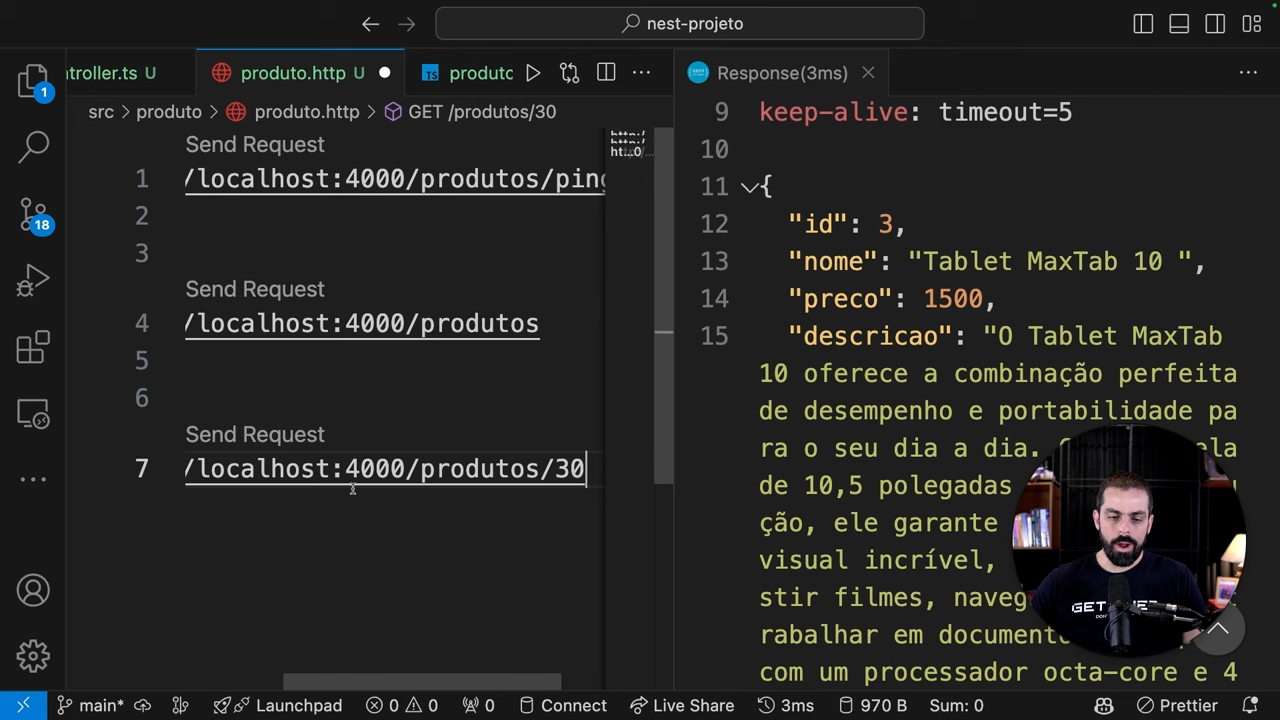 nest-projeto
ntroller.ts U
produto.http U
produto
Response(3ms)
src > produto > produto.http > GET /produtos/30
Send Request
1 /localhost:4000/produtos/ping
2
3
Send Request
4 /localhost:4000/produtos
5
6
Send Request
7 /localhost:4000/produtos/30
9 keep-alive: timeout=5
10
11 {
12 "id": 3,
13 "nome": "Tablet MaxTab 10 ",
14 "preco": 1500,
15 "descricao": "O Tablet MaxTab
10 oferece a combinação perfeita
de desempenho e portabilidade pa
ra o seu dia a dia.
de 10,5 polegadas
ção, ele garante
visual incrível,
stir filmes, naveg
rabalhar em document
com um processador octa-core e 4
1
18
main* Launchpad 0 0 0 Connect Live Share 3ms 970 B Sum: 0 Prettier